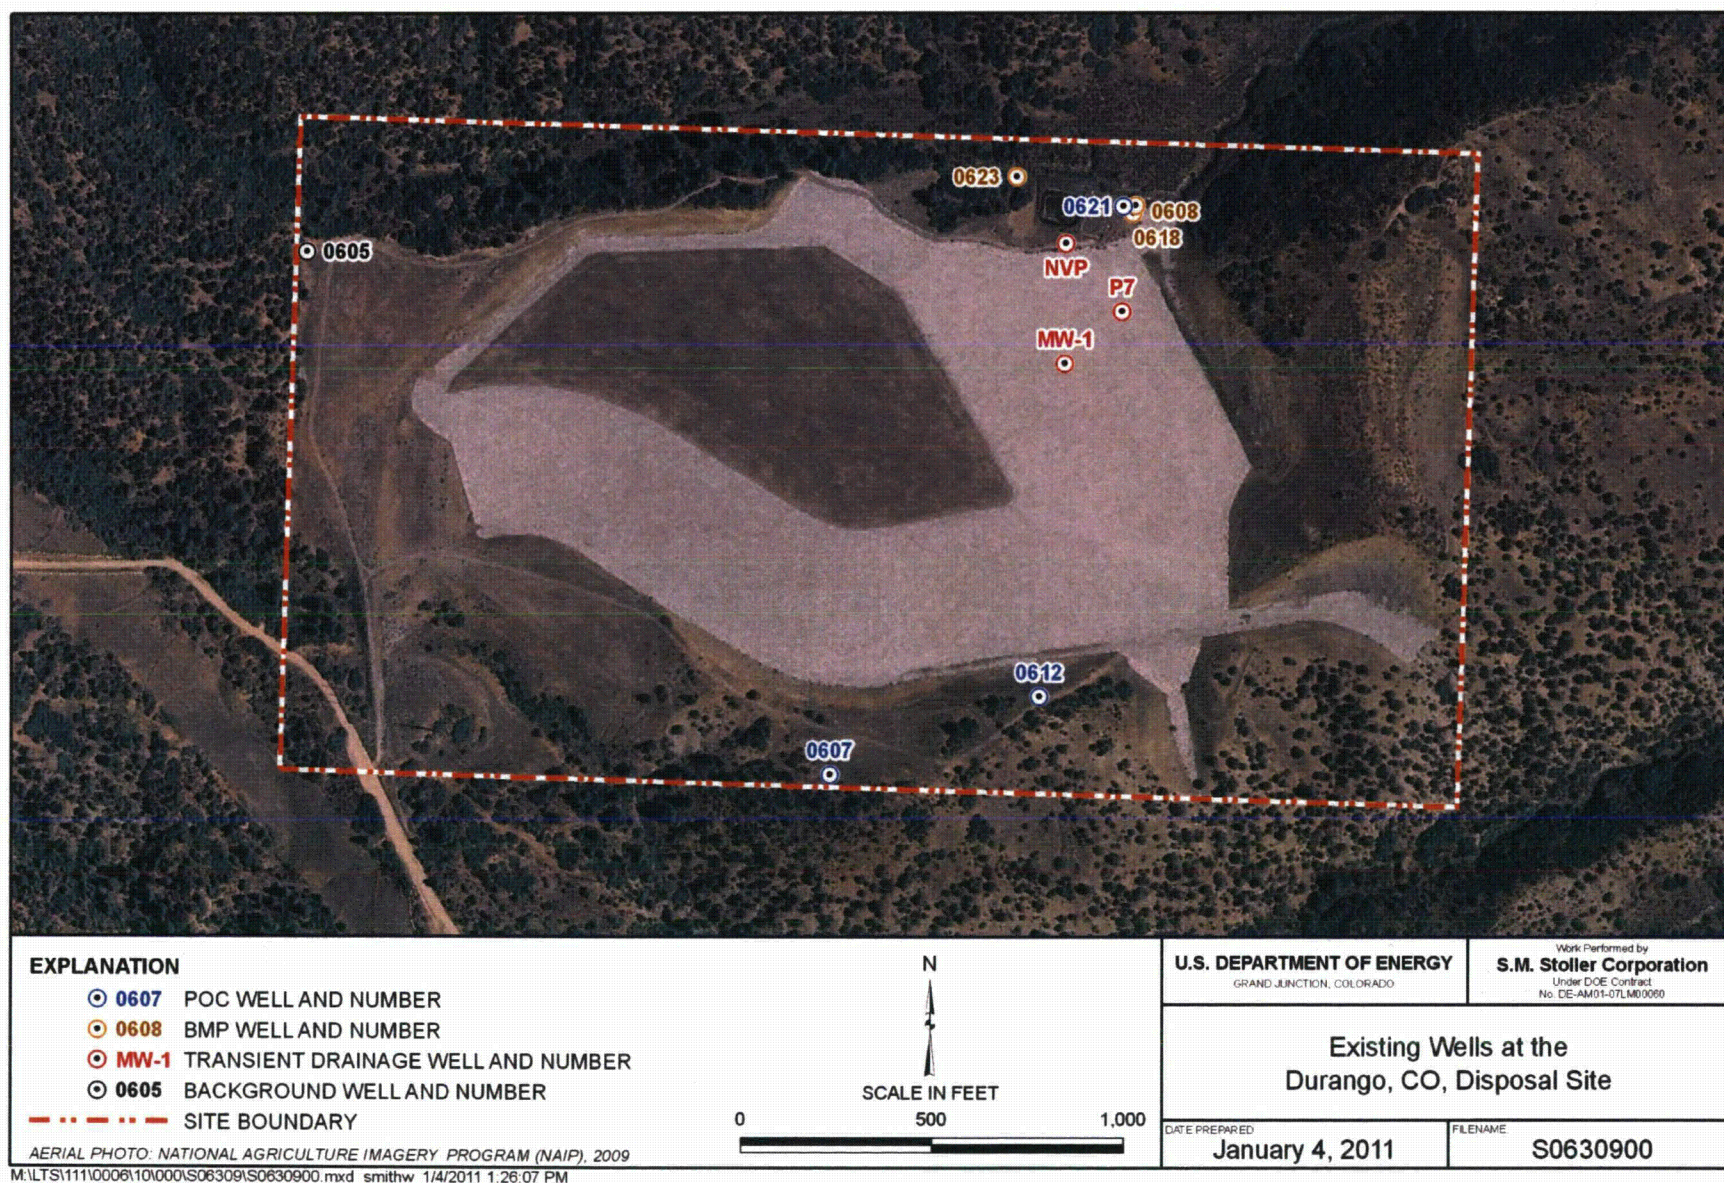 0623
0621
0608
0618
0605
NVP
P7
MW-1
0612
0607
EXPLANATION
0607 POC WELL AND NUMBER
0608 BMP WELL AND NUMBER
MW-1 TRANSIENT DRAINAGE WELL AND NUMBER
0605 BACKGROUND WELL AND NUMBER
SITE BOUNDARY
AERIAL PHOTO: NATIONAL AGRICULTURE IMAGERY PROGRAM (NAIP), 2009
N
SCALE IN FEET
0 500 1,000
U.S. DEPARTMENT OF ENERGY
GRAND JUNCTION, COLORADO
Work Performed by
S.M. Stoller Corporation
Under DOE Contract
No. DE-AM01-07LM00060
Existing Wells at the
Durango, CO, Disposal Site
DATE PREPARED
January 4, 2011
FILENAME
S0630900
M:\LTS\111\0006\10\000\S06309\S0630900.mxd smithw 1/4/2011 1:26:07 PM